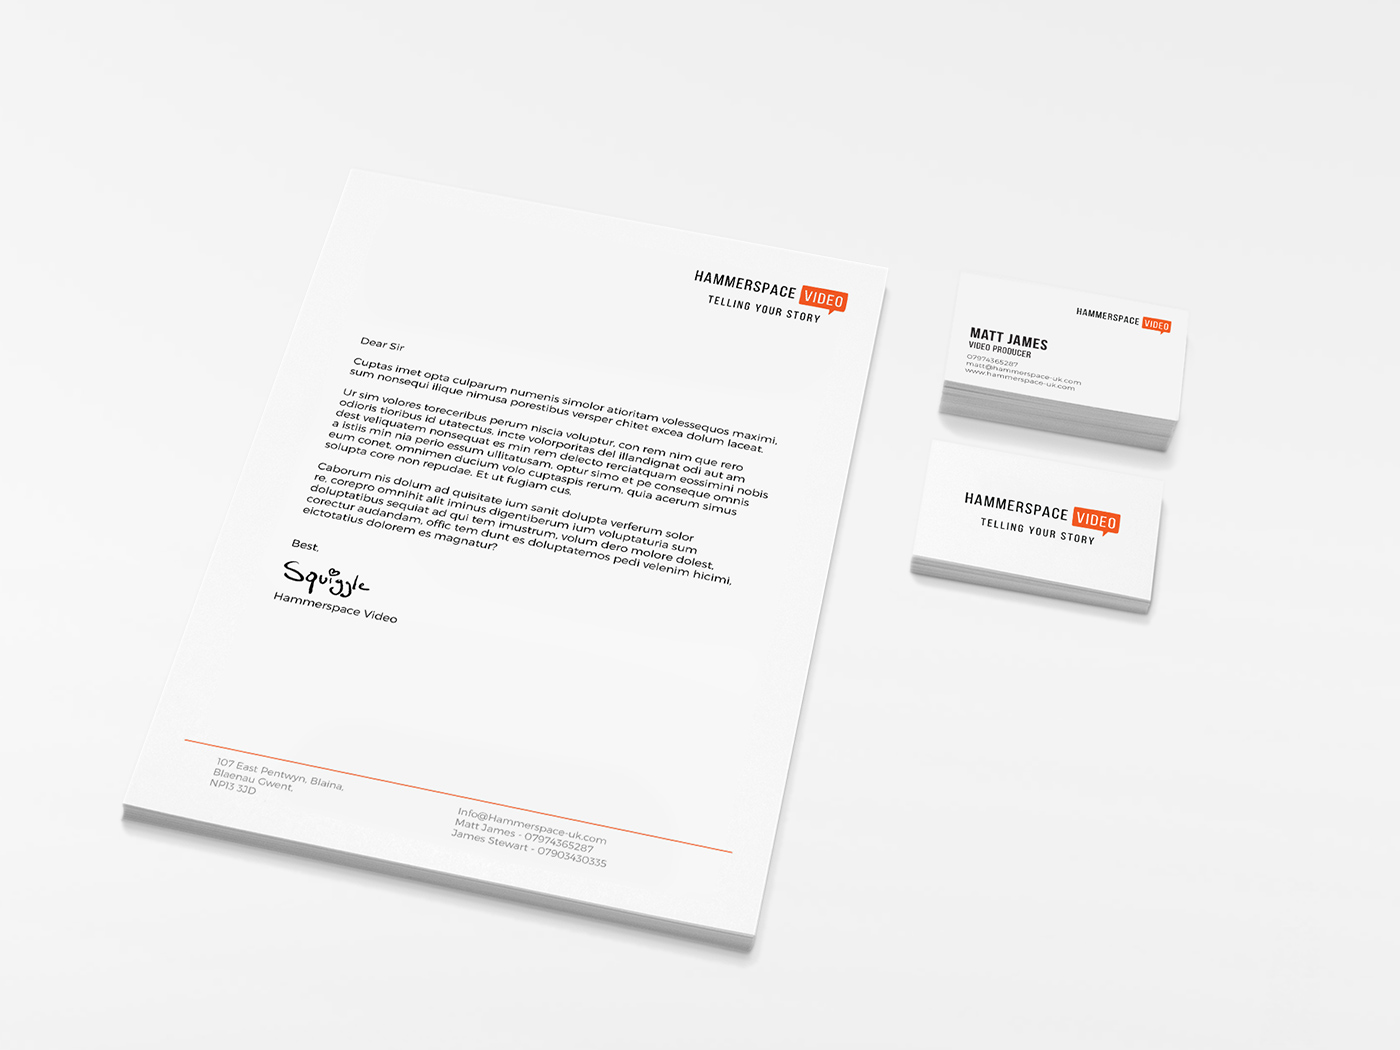 HAMMERSPACE VIDEO
TELLING YOUR STORY
Dear Sir
Cuptas imet opta culparum numenis simolor atioritam volessequos maximi,
sum nonsequi ilique nimusa porestibus versper chitet excea dolum laceat.
Ur sim volores toreceribus perum niscia voluptur, con rem nim que rero
odioris tioribus id utatectus, incte volorporitas del illandignat odi aut am
dest veliquatem nonsequat es min rem delecto rerciatquam eossimini nobis
a istiis min nia perio essum ullitatusam, optur simo et pe conseque omnis
eum conet, omnimen ducium volo cuptaspis rerum, quia acerum simus
solupta core non repudae. Et ut fugiam cus.
Caborum nis dolum ad quisitate ium sanit dolupta verferum solor
re, corepro omnihit alit iminus digentiberum ium voluptaturia sum
doluptatibus sequiat ad qui tem imustrum, volum dero molore dolest,
corectur audandam, offic tem dunt es doluptatemos pedi velenim hicimi,
eictotatius dolorem es magnatur?
Best,
Squiggle
Hammerspace Video
107 East Pentwyn, Blaina,
Blaenau Gwent,
NP13 3JD
Info@Hammerspace-uk.com
Matt James - 07974365287
James Stewart - 07903430335
HAMMERSPACE VIDEO
MATT JAMES
VIDEO PRODUCER
07974365287
matt@hammerspace-uk.com
www.hammerspace-uk.com
HAMMERSPACE VIDEO
TELLING YOUR STORY